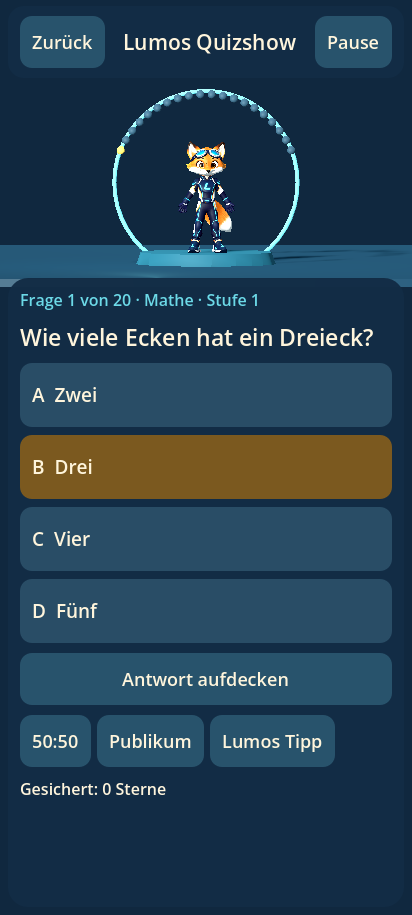 Zurück
Lumos Quizshow
Pause
Frage 1 von 20 · Mathe · Stufe 1
Wie viele Ecken hat ein Dreieck?
A Zwei
B Drei
C Vier
D Fünf
Antwort aufdecken
50:50
Publikum
Lumos Tipp
Gesichert: 0 Sterne